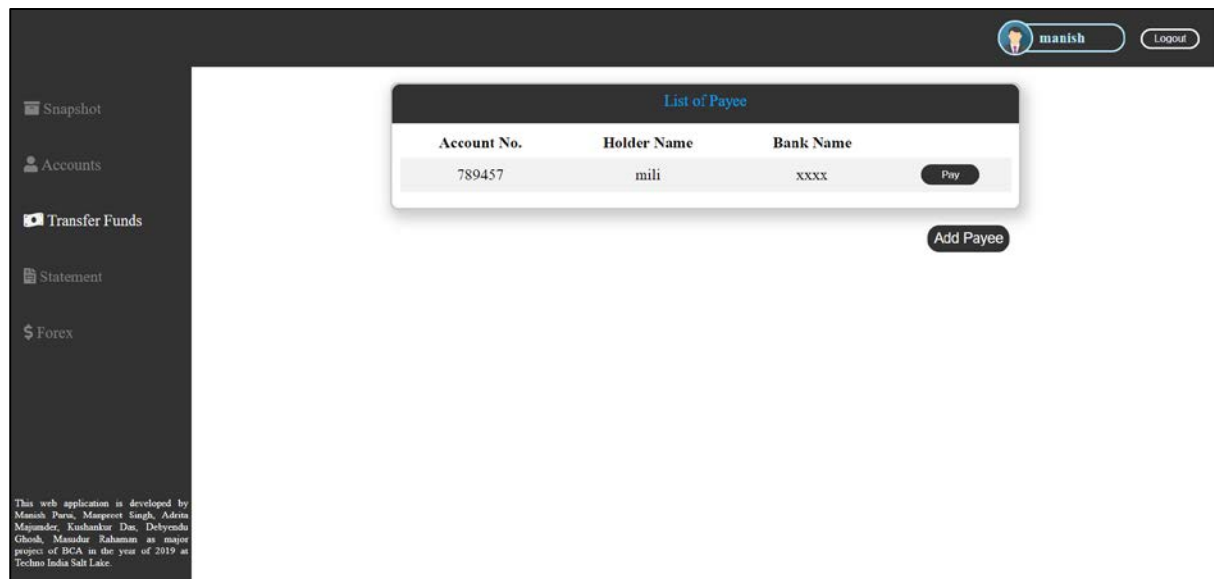 manish
Logout
Snapshot
Accounts
Transfer Funds
Statement
$ Forex
List of Payee
Account No. Holder Name Bank Name
789457 mili xxxx Pay
Add Payee
This web application is developed by
Manish Parui, Manpreet Singh, Adrita
Majumder, Kushankur Das, Debyendu
Ghosh, Masudur Rahaman as major
project of BCA in the year of 2019 at
Techno India Salt Lake.